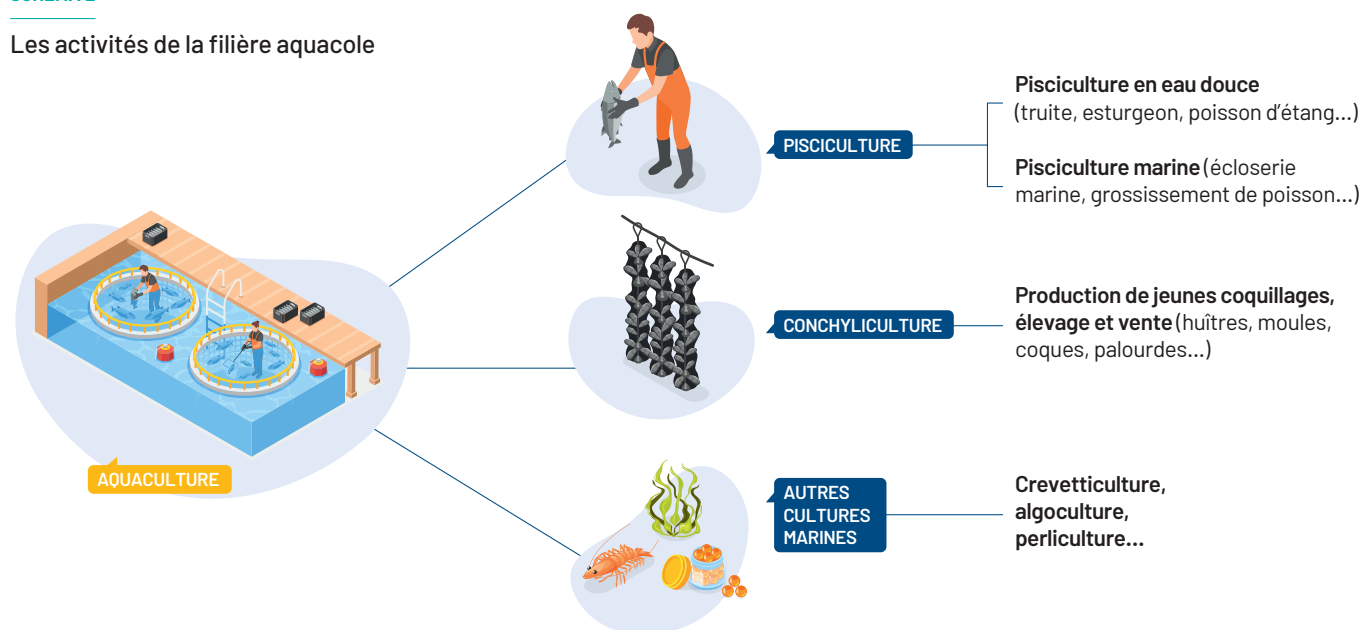 Les activités de la filière aquacole
Pisciculture en eau douce
(truite, esturgeon, poisson d'étang...)
PISCICULTURE
Pisciculture marine (écloserie
marine, grossissement de poisson...)
Production de jeunes coquillages,
élevage et vente (huîtres, moules,
coques, palourdes...)
CONCHYLICULTURE
AQUACULTURE
AUTRES
CULTURES
MARINES
Crevetticulture,
algoculture,
perliculture...